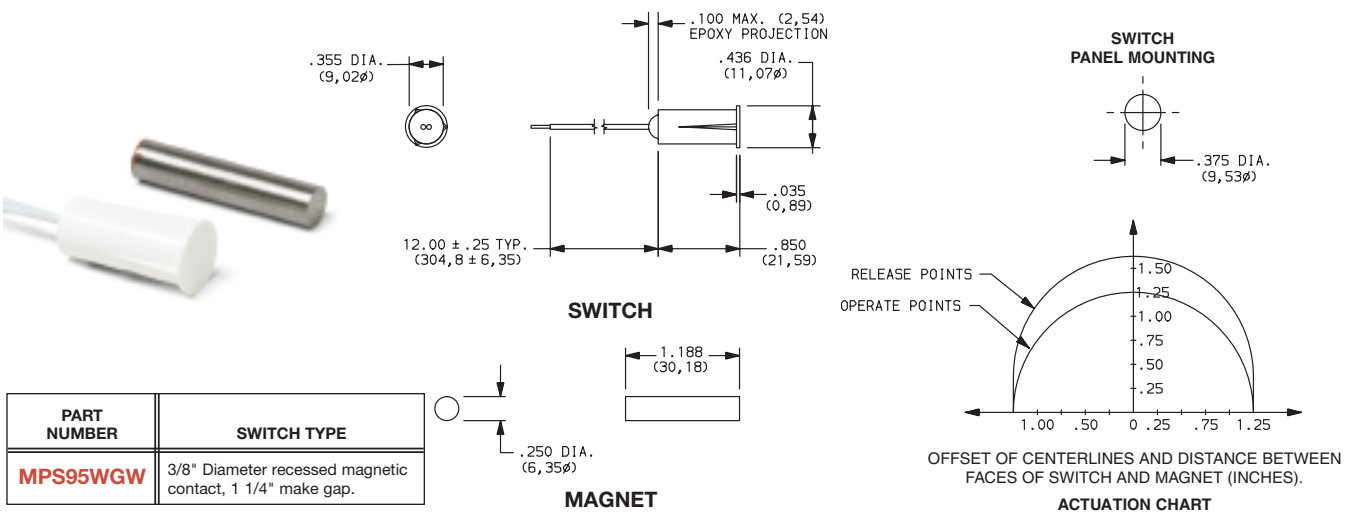 .100 MAX. (2,54)
EPOXY PROJECTION
.355 DIA.
(9,02ø)
.436 DIA.
(11,07ø)
∞
.035
(0,89)
12.00 ± .25 TYP.
(304,8 ± 6,35)
.850
(21,59)
SWITCH
1.188
(30,18)
.250 DIA.
(6,35ø)
MAGNET
PART
NUMBER
SWITCH TYPE
MPS95WGW
3/8" Diameter recessed magnetic
contact, 1 1/4" make gap.
SWITCH
PANEL MOUNTING
.375 DIA.
(9,53ø)
RELEASE POINTS
OPERATE POINTS
1.50
1.25
1.00
.75
.50
.25
1.00 .50 0 .25 .75 1.25
OFFSET OF CENTERLINES AND DISTANCE BETWEEN
FACES OF SWITCH AND MAGNET (INCHES).
ACTUATION CHART